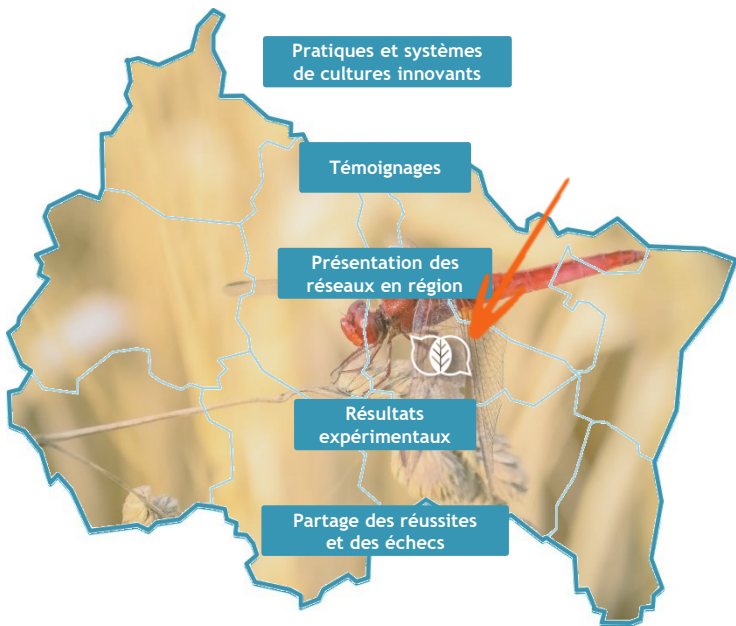 Pratiques et systèmes
de cultures innovants
Témoignages
Présentation des
réseaux en région
Résultats
expérimentaux
Partage des réussites
et des échecs